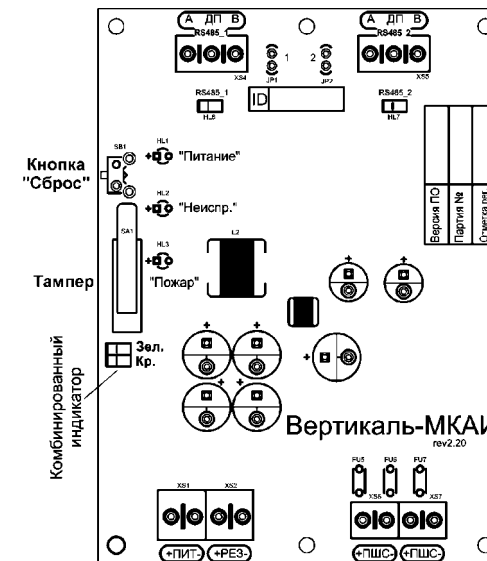 А ДП В
А ДП В
RS485_1
RS485_2
XS4
XS5
1
2
JP1
JP2
RS485_1
RS485_2
ID
HL6
HL7
SB1
HL1
Кнопка
"Сброс"
"Питание"
HL2
"Неиспр."
Версия ПО
Партия №
SA1
L2
HL3
Тампер
"Пожар"
Зел.
Кр.
Комбинированный
индикатор
Вертикаль-МКАИ
rev2.20
FU5
FU6
FU7
XS1
XS2
XS6
XS7
+ПИТ-
+РЕЗ-
+ПШС-
+ПШС-